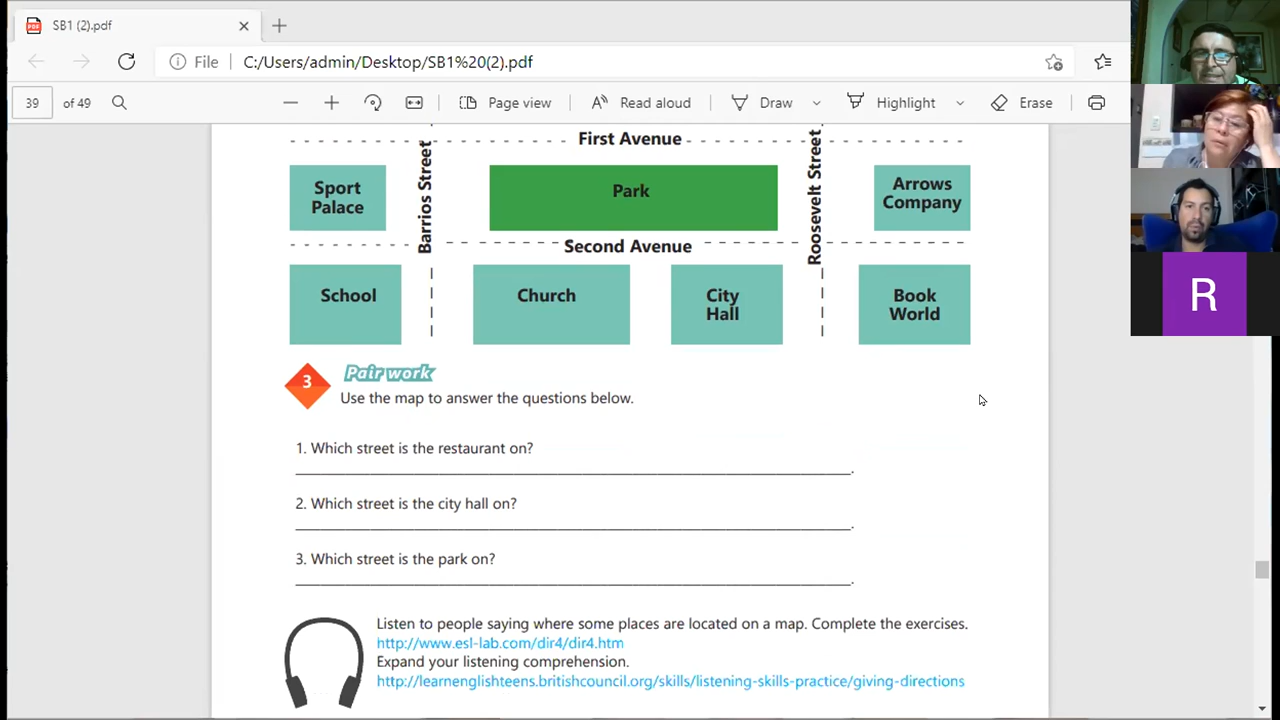 SB1 (2).pdf
File C:/Users/admin/Desktop/SB1%20(2).pdf
39 of 49 Page view Read aloud Draw Highlight Erase
First Avenue
Barrios Street
Roosevelt Street
Sport
Palace
Park
Arrows
Company
Second Avenue
School
Church
City
Hall
Book
World
3
Pair work
Use the map to answer the questions below.
1. Which street is the restaurant on?
2. Which street is the city hall on?
3. Which street is the park on?
Listen to people saying where some places are located on a map. Complete the exercises.
http://www.esl-lab.com/dir4/dir4.htm
Expand your listening comprehension.
http://learnenglishteens.britishcouncil.org/skills/listening-skills-practice/giving-directions
R